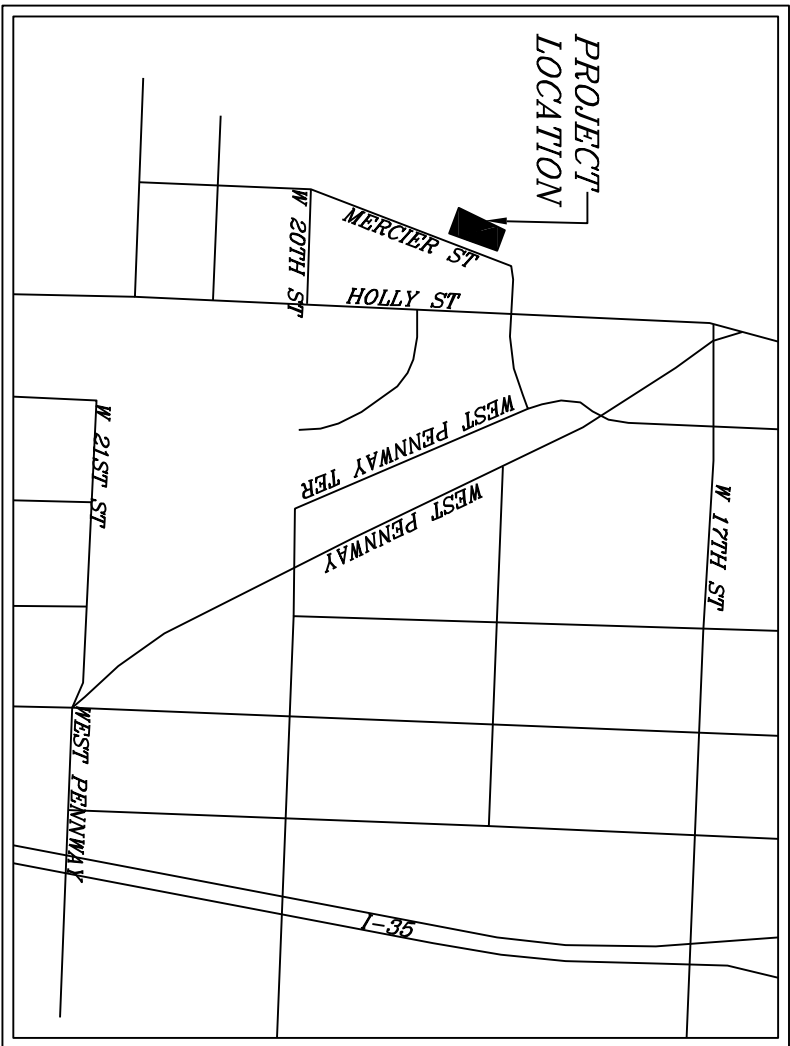 PROJECT
LOCATION
MERCIER ST
W 20TH ST
HOLLY ST
WEST PENNWAY TER
WEST PENNWAY
W 17TH ST
W 21ST ST
WEST PENNWAY
I-35